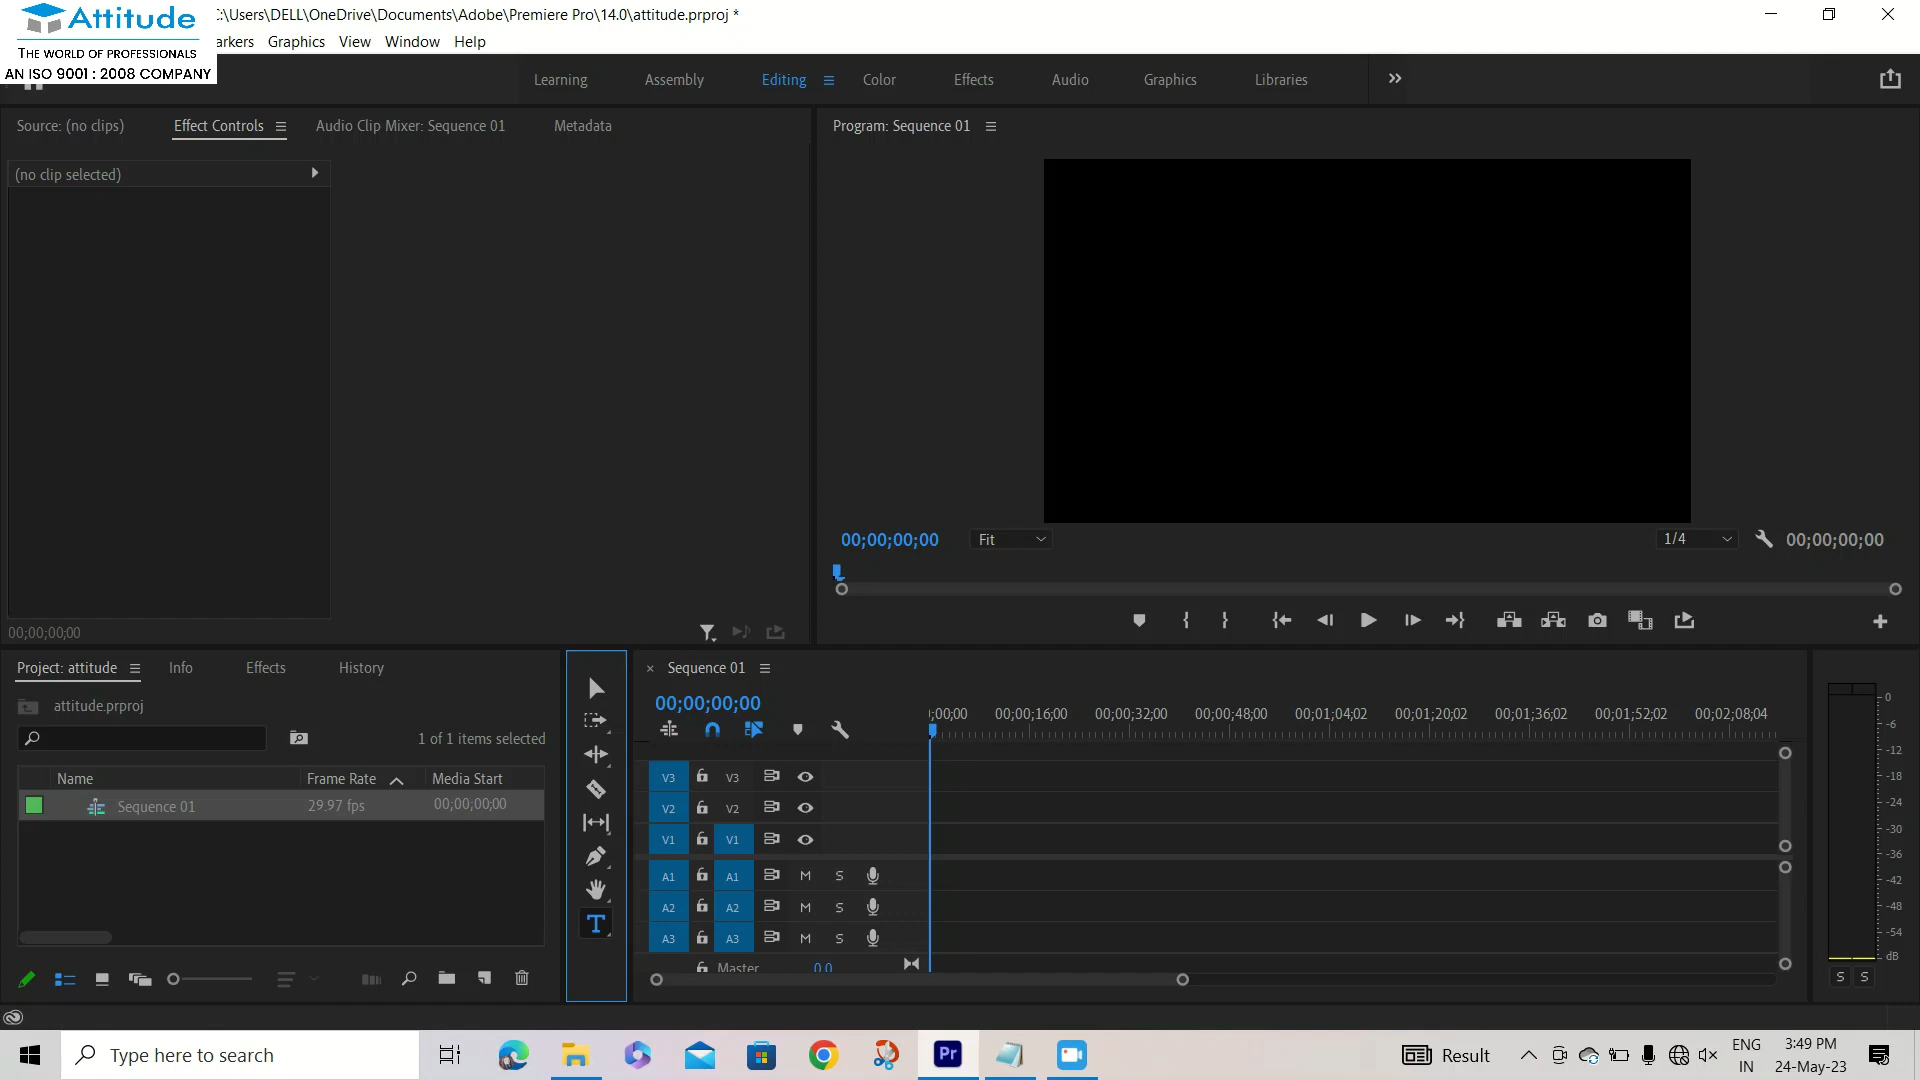 Attitude
THE WORLD OF PROFESSIONALS
AN ISO 9001 : 2008 COMPANY
:\Users\DELL\OneDrive\Documents\Adobe\Premiere Pro\14.0\attitude.prproj *
arkers Graphics View Window Help
Learning Assembly Editing Color Effects Audio Graphics Libraries
Source: (no clips) Effect Controls Audio Clip Mixer: Sequence 01 Metadata
(no clip selected)
00;00;00;00
Program: Sequence 01
00;00;00;00 Fit 1/4 00;00;00;00
Project: attitude Info Effects History
attitude.prproj
1 of 1 items selected
Name Frame Rate Media Start
Sequence 01 29.97 fps 00;00;00;00
T
× Sequence 01
00;00;00;00
;00;00 00;00;16;00 00;00;32;00 00;00;48;00 00;01;04;02 00;01;20;02 00;01;36;02 00;01;52;02 00;02;08;04
V3 V3
V2 V2
V1 V1
A1 A1 M S
A2 A2 M S
A3 A3 M S
Master 0.0
0
-6
-12
-18
-24
-30
-36
-42
-48
-54
dB
S S
Type here to search
Pr
Result
ENG
IN
3:49 PM
24-May-23